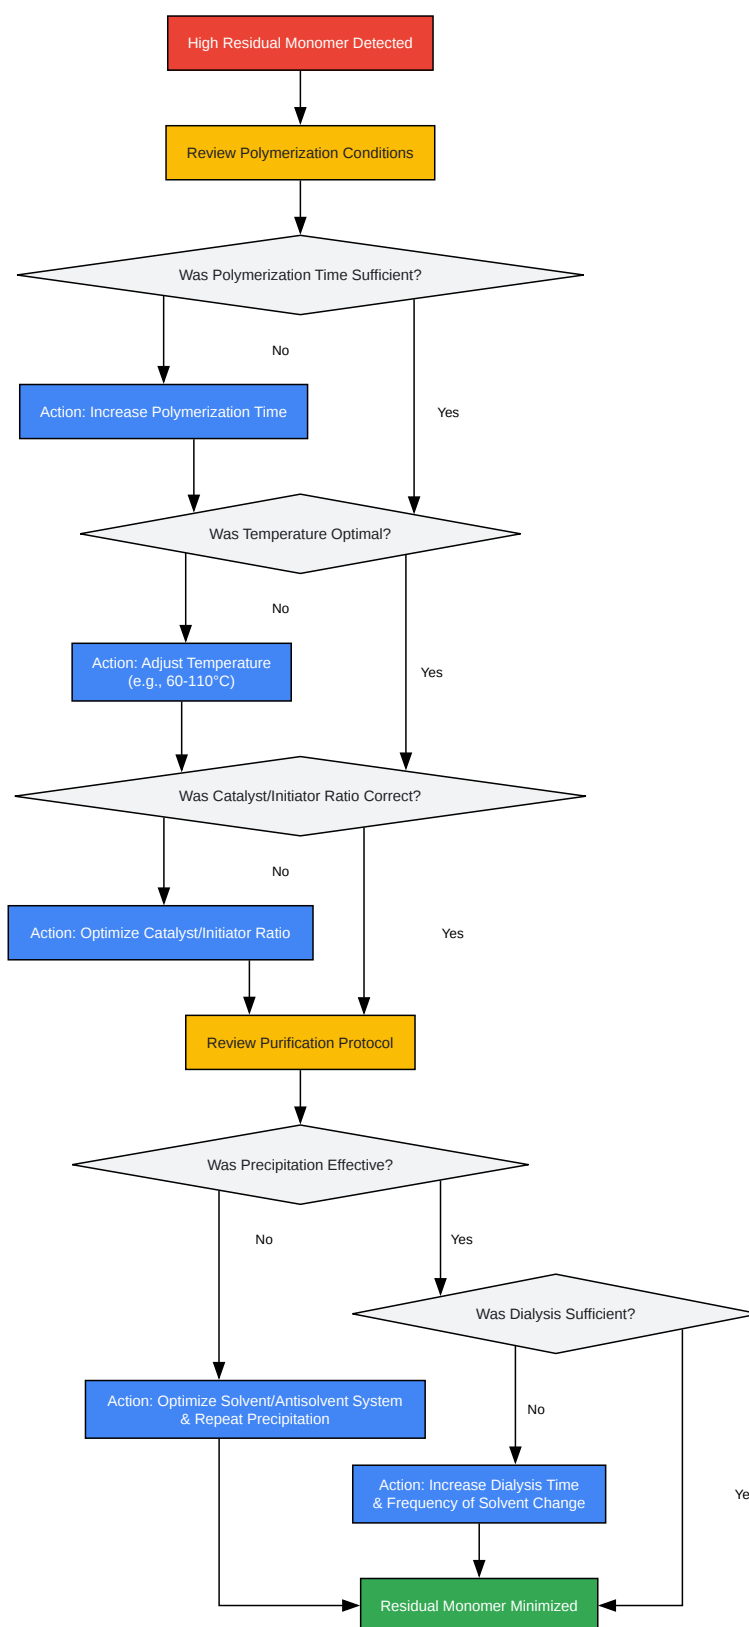 High Residual Monomer Detected
Review Polymerization Conditions
Was Polymerization Time Sufficient?
No
Action: Increase Polymerization Time
Yes
Was Temperature Optimal?
No
Action: Adjust Temperature
(e.g., 60-110°C)
Yes
Was Catalyst/Initiator Ratio Correct?
No
Action: Optimize Catalyst/Initiator Ratio
Yes
Review Purification Protocol
Was Precipitation Effective?
No
Yes
Was Dialysis Sufficient?
Action: Optimize Solvent/Antisolvent System
& Repeat Precipitation
No
Action: Increase Dialysis Time
& Frequency of Solvent Change
Ye
Residual Monomer Minimized